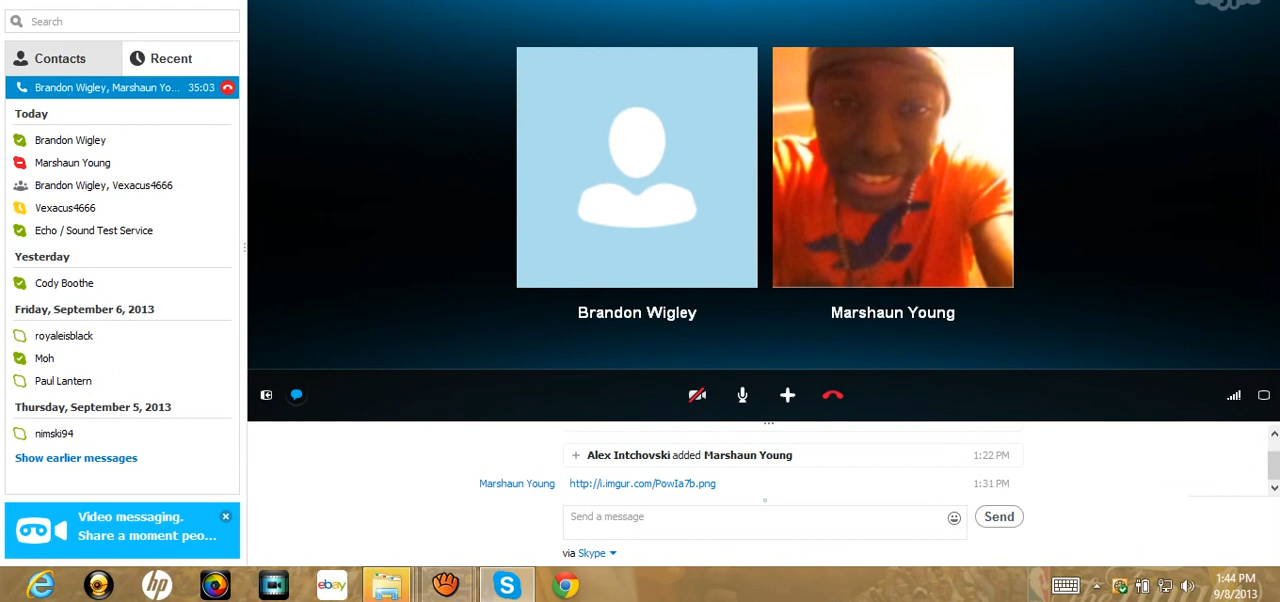 Search
Contacts
Recent
Brandon Wigley, Marshaun Yo... 35:03
Today
Brandon Wigley
Marshaun Young
Brandon Wigley, Vexacus4666
Vexacus4666
Echo / Sound Test Service
Yesterday
Cody Boothe
Friday, September 6, 2013
royaleisblack
Moh
Paul Lantern
Thursday, September 5, 2013
nimski94
Show earlier messages
Video messaging.
Share a moment peo...
Brandon Wigley
Marshaun Young
Alex Intchovski added Marshaun Young 1:22 PM
Marshaun Young http://i.imgur.com/PowIa7b.png 1:31 PM
Send a message
Send
via Skype
hp
ebay
1:44 PM
9/8/2013